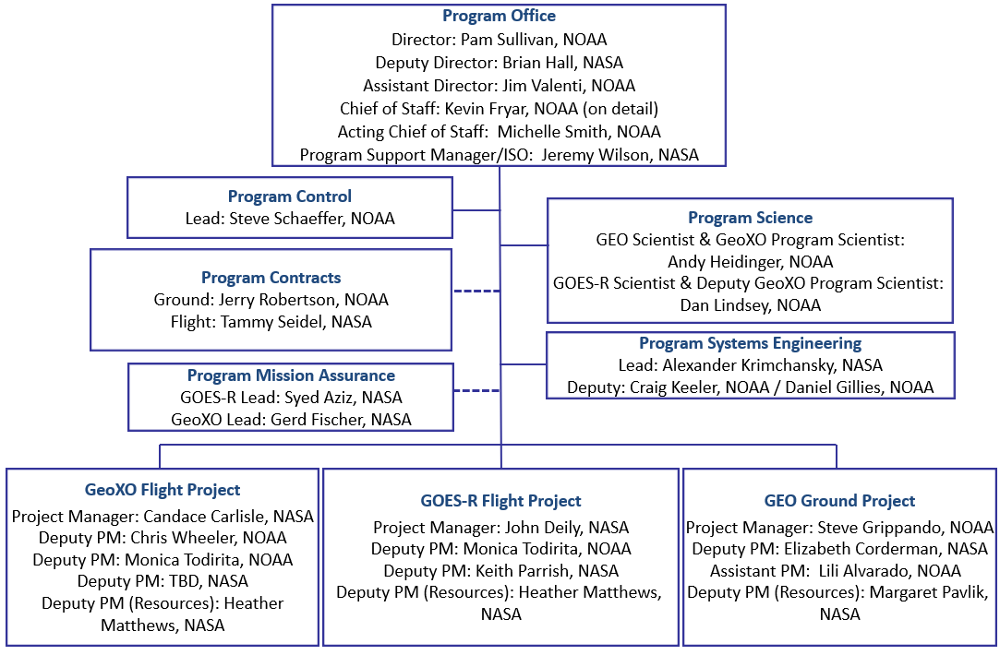 Program Office
Director: Pam Sullivan, NOAA
Deputy Director: Brian Hall, NASA
Assistant Director: Jim Valenti, NOAA
Chief of Staff: Kevin Fryar, NOAA (on detail)
Acting Chief of Staff:  Michelle Smith, NOAA
Program Support Manager/ISO:  Jeremy Wilson, NASA
Program Control
Lead: Steve Schaeffer, NOAA
Program Science
GEO Scientist & GeoXO Program Scientist:
Andy Heidinger, NOAA
GOES-R Scientist & Deputy GeoXO Program Scientist:
Dan Lindsey, NOAA
Program Contracts
Ground: Jerry Robertson, NOAA
Flight: Tammy Seidel, NASA
Program Systems Engineering
Lead: Alexander Krimchansky, NASA
Deputy: Craig Keeler, NOAA / Daniel Gillies, NOAA
Program Mission Assurance
GOES-R Lead: Syed Aziz, NASA
GeoXO Lead: Gerd Fischer, NASA
GeoXO Flight Project
Project Manager: Candace Carlisle, NASA
Deputy PM: Chris Wheeler, NOAA
Deputy PM: Monica Todirita, NOAA
Deputy PM: TBD, NASA
Deputy PM (Resources): Heather
Matthews, NASA
GOES-R Flight Project
Project Manager: John Deily, NASA
Deputy PM: Monica Todirita, NOAA
Deputy PM: Keith Parrish, NASA
Deputy PM (Resources): Heather Matthews,
NASA
GEO Ground Project
Project Manager: Steve Grippando, NOAA
Deputy PM: Elizabeth Corderman, NASA
Assistant PM:  Lili Alvarado, NOAA
Deputy PM (Resources): Margaret Pavlik,
NASA